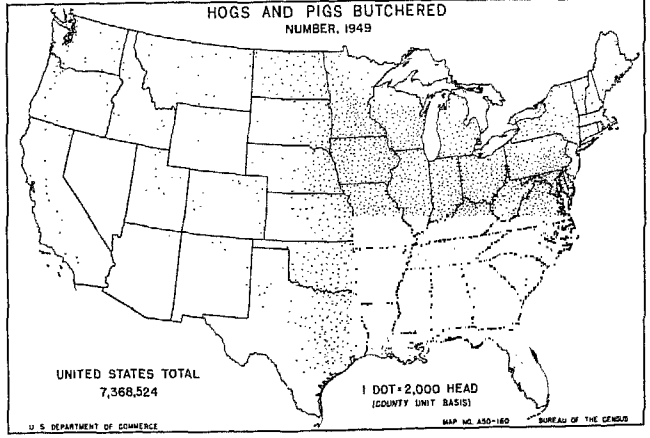 HOGS AND PIGS BUTCHERED
NUMBER, 1949
UNITED STATES TOTAL
7,368,524
1 DOT=2,000 HEAD
(COUNTY UNIT BASIS)
U S DEPARTMENT OF COMMERCE
MAP NO. A50-160
BUREAU OF THE CENSUS